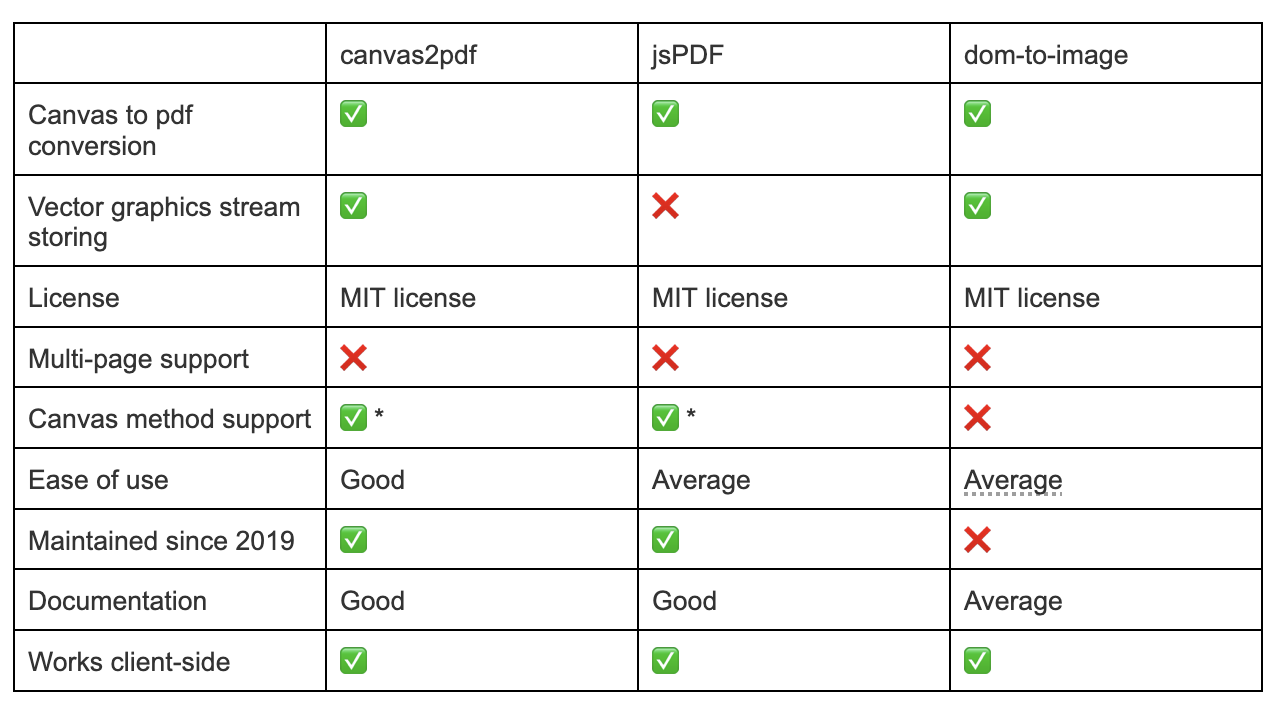 canvas2pdf jsPDF dom-to-image
Canvas to pdf
conversion ✅ ✅ ✅
Vector graphics stream
storing ✅ ❌ ✅
License MIT license MIT license MIT license
Multi-page support ❌ ❌ ❌
Canvas method support ✅ * ✅ * ❌
Ease of use Good Average Average
Maintained since 2019 ✅ ✅ ❌
Documentation Good Good Average
Works client-side ✅ ✅ ✅